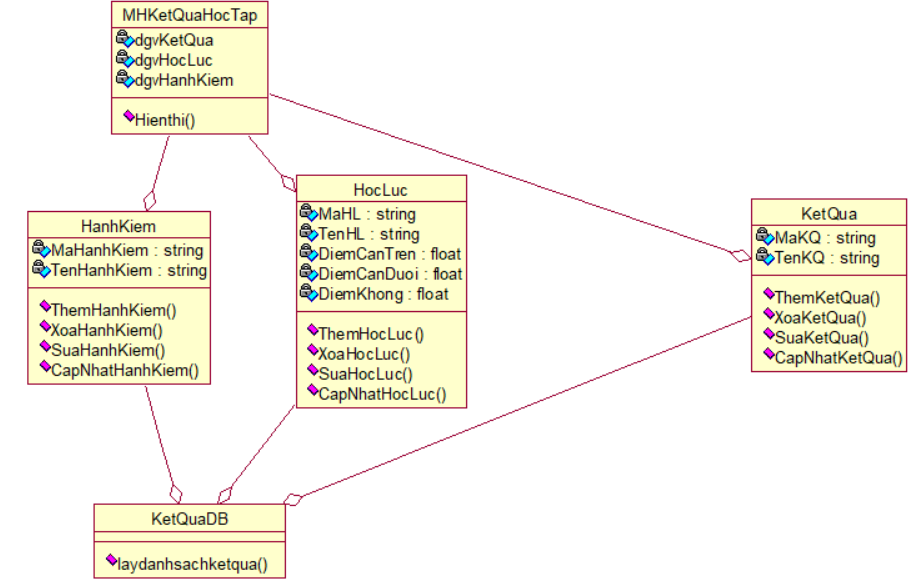 MHKetQuaHocTap
dgvKetQua
dgvHocLuc
dgvHanhKiem
Hienthi()
HanhKiem
MaHanhKiem : string
TenHanhKiem : string
ThemHanhKiem()
XoaHanhKiem()
SuaHanhKiem()
CapNhatHanhKiem()
HocLuc
MaHL : string
TenHL : string
DiemCanTren : float
DiemCanDuoi : float
DiemKhong : float
ThemHocLuc()
XoaHocLuc()
SuaHocLuc()
CapNhatHocLuc()
KetQua
MaKQ : string
TenKQ : string
ThemKetQua()
XoaKetQua()
SuaKetQua()
CapNhatKetQua()
KetQuaDB
laydanhsachketqua()